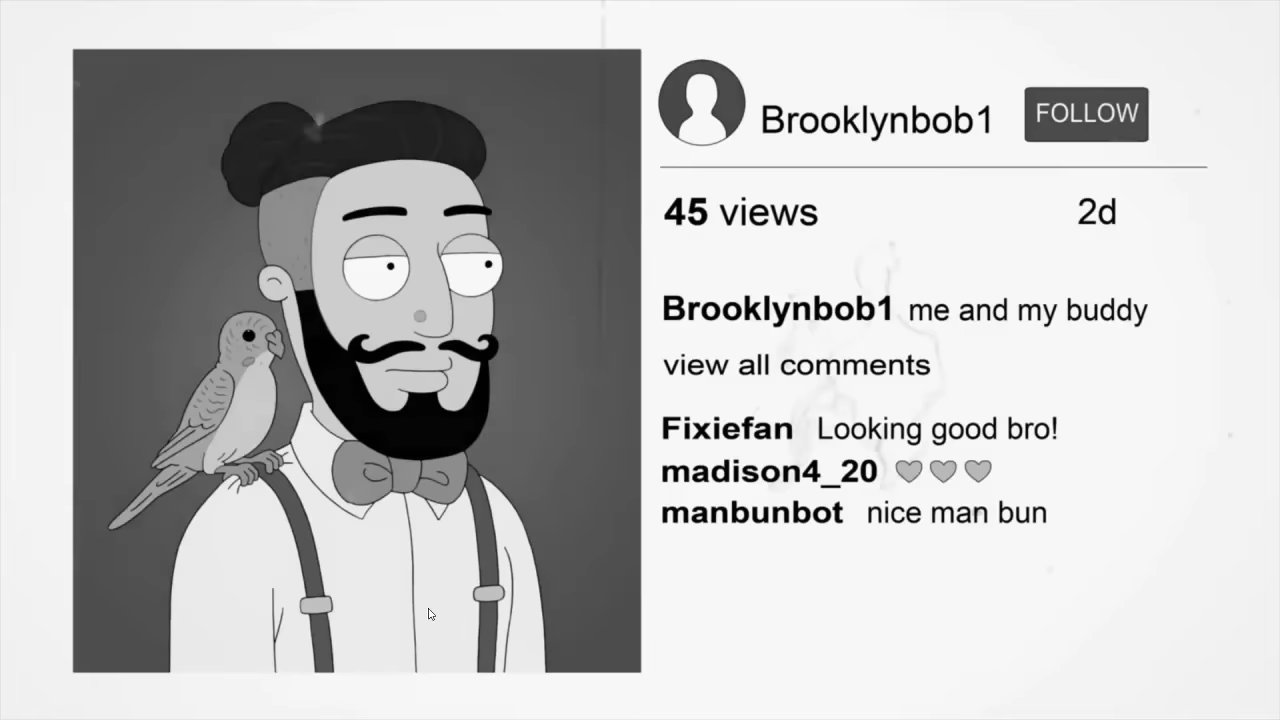 Brooklynbob1 FOLLOW
45 views 2d
Brooklynbob1 me and my buddy
view all comments
Fixiefan Looking good bro!
madison4_20 🩶🩶🩶
manbunbot nice man bun